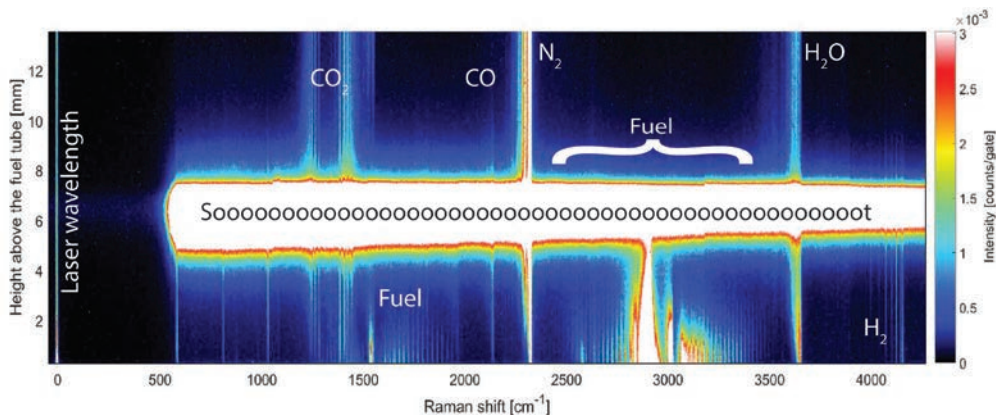 ×10⁻³
CO₂
CO
N₂
H₂O
Fuel
Laser wavelength
Sooooooooooooooooooooooooooooooooooooooooooooooot
Fuel
H₂
Height above the fuel tube [mm]
12
10
8
6
4
2
0
500
1000
1500
2000
2500
3000
3500
4000
Raman shift [cm⁻¹]
3
2.5
2
1.5
1
0.5
0
Intensity [counts/gate]